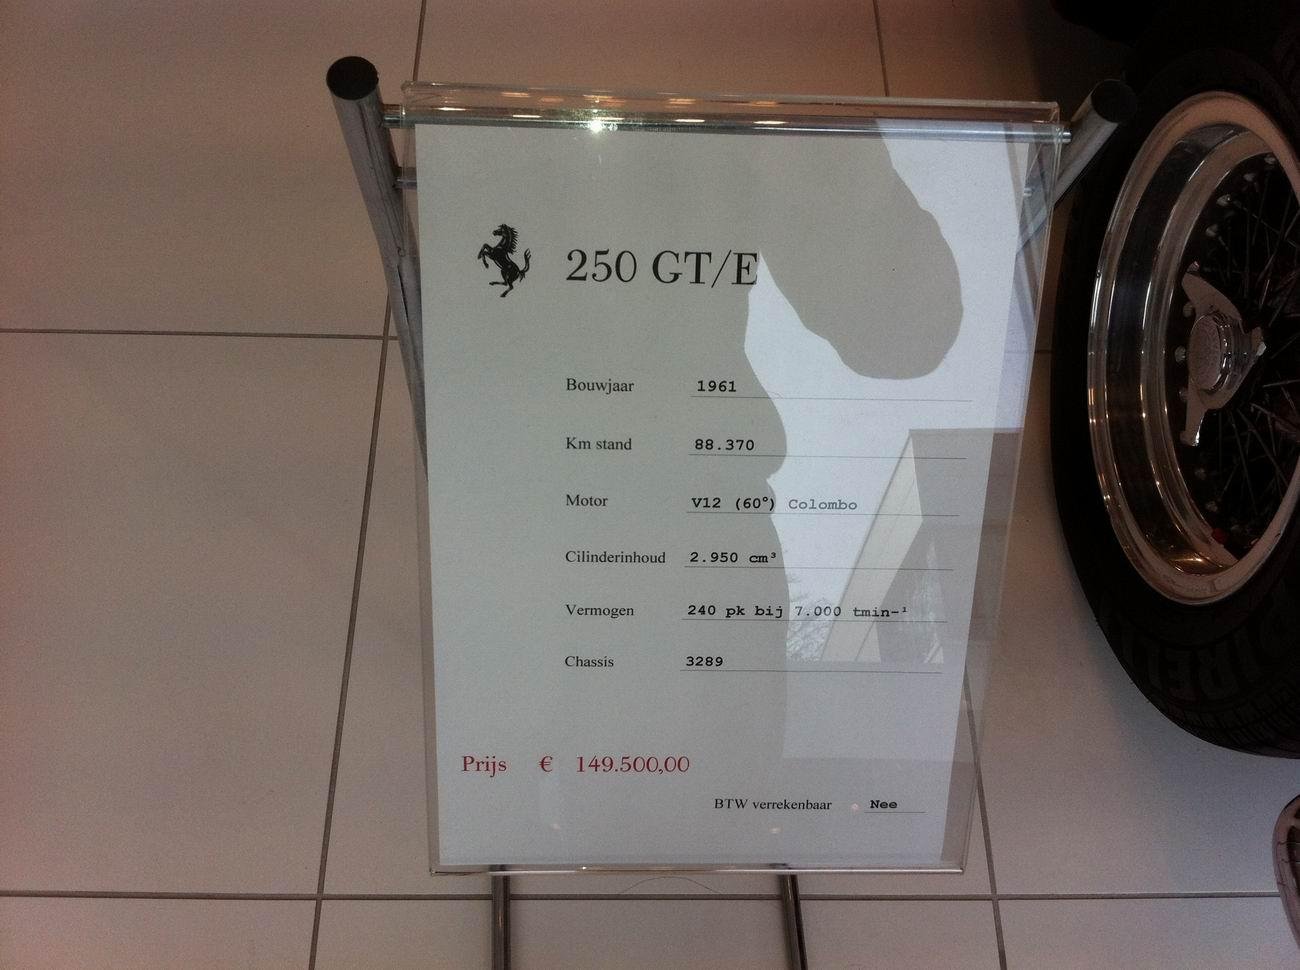 250 GT/E
Bouwjaar 1961
Km stand 88.370
Motor V12 (60°) Colombo
Cilinderinhoud 2.950 cm³
Vermogen 240 pk bij 7.000 tmin-¹
Chassis 3289
Prijs € 149.500,00
BTW verrekenbaar Nee